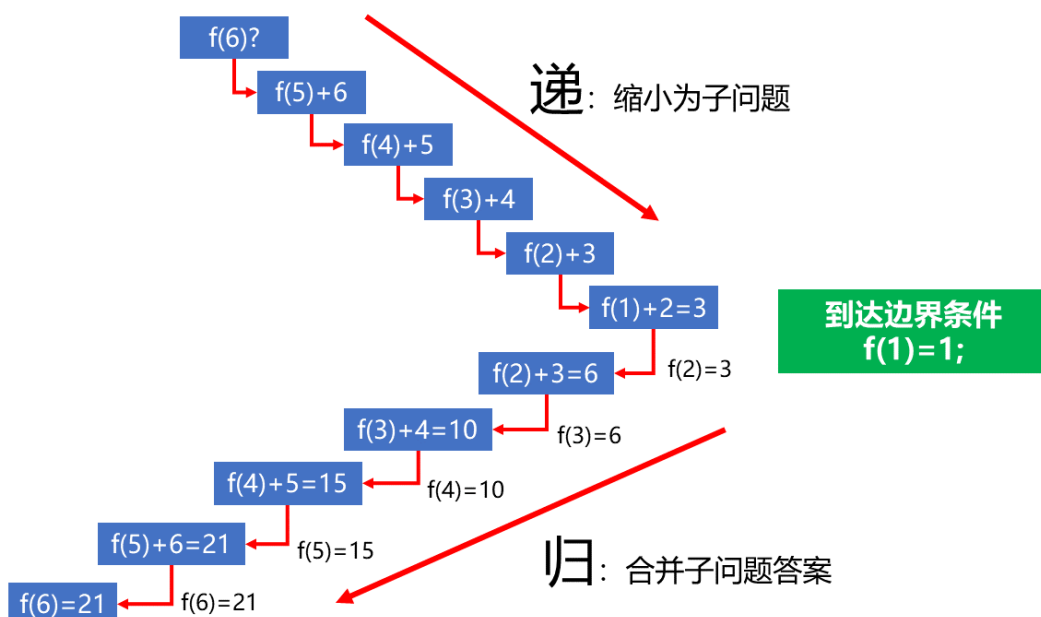 f(6)?
f(5)+6
递：缩小为子问题
f(4)+5
f(3)+4
f(2)+3
f(1)+2=3
到达边界条件
f(1)=1;
f(2)+3=6
f(2)=3
f(3)+4=10
f(3)=6
f(4)+5=15
f(4)=10
f(5)+6=21
f(5)=15
归：合并子问题答案
f(6)=21
f(6)=21